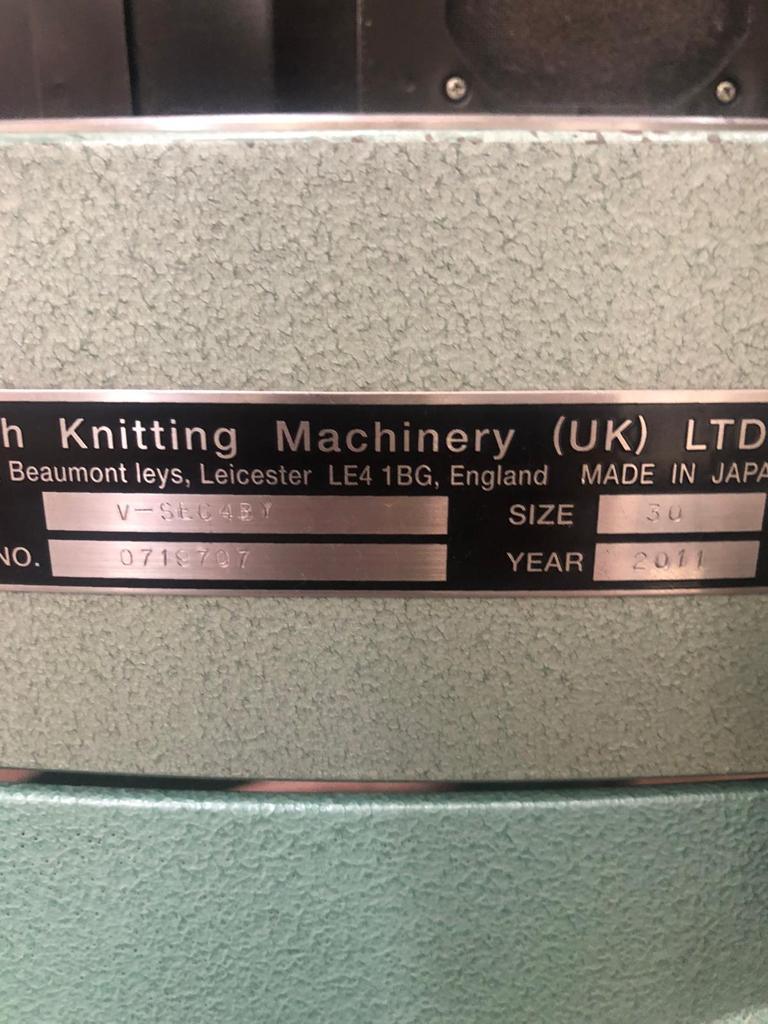 h Knitting Machinery (UK) LTD
Beaumont leys, Leicester LE4 1BG, England MADE IN JAPA
V-SEC4BY SIZE 30
NO. 0719707 YEAR 2011